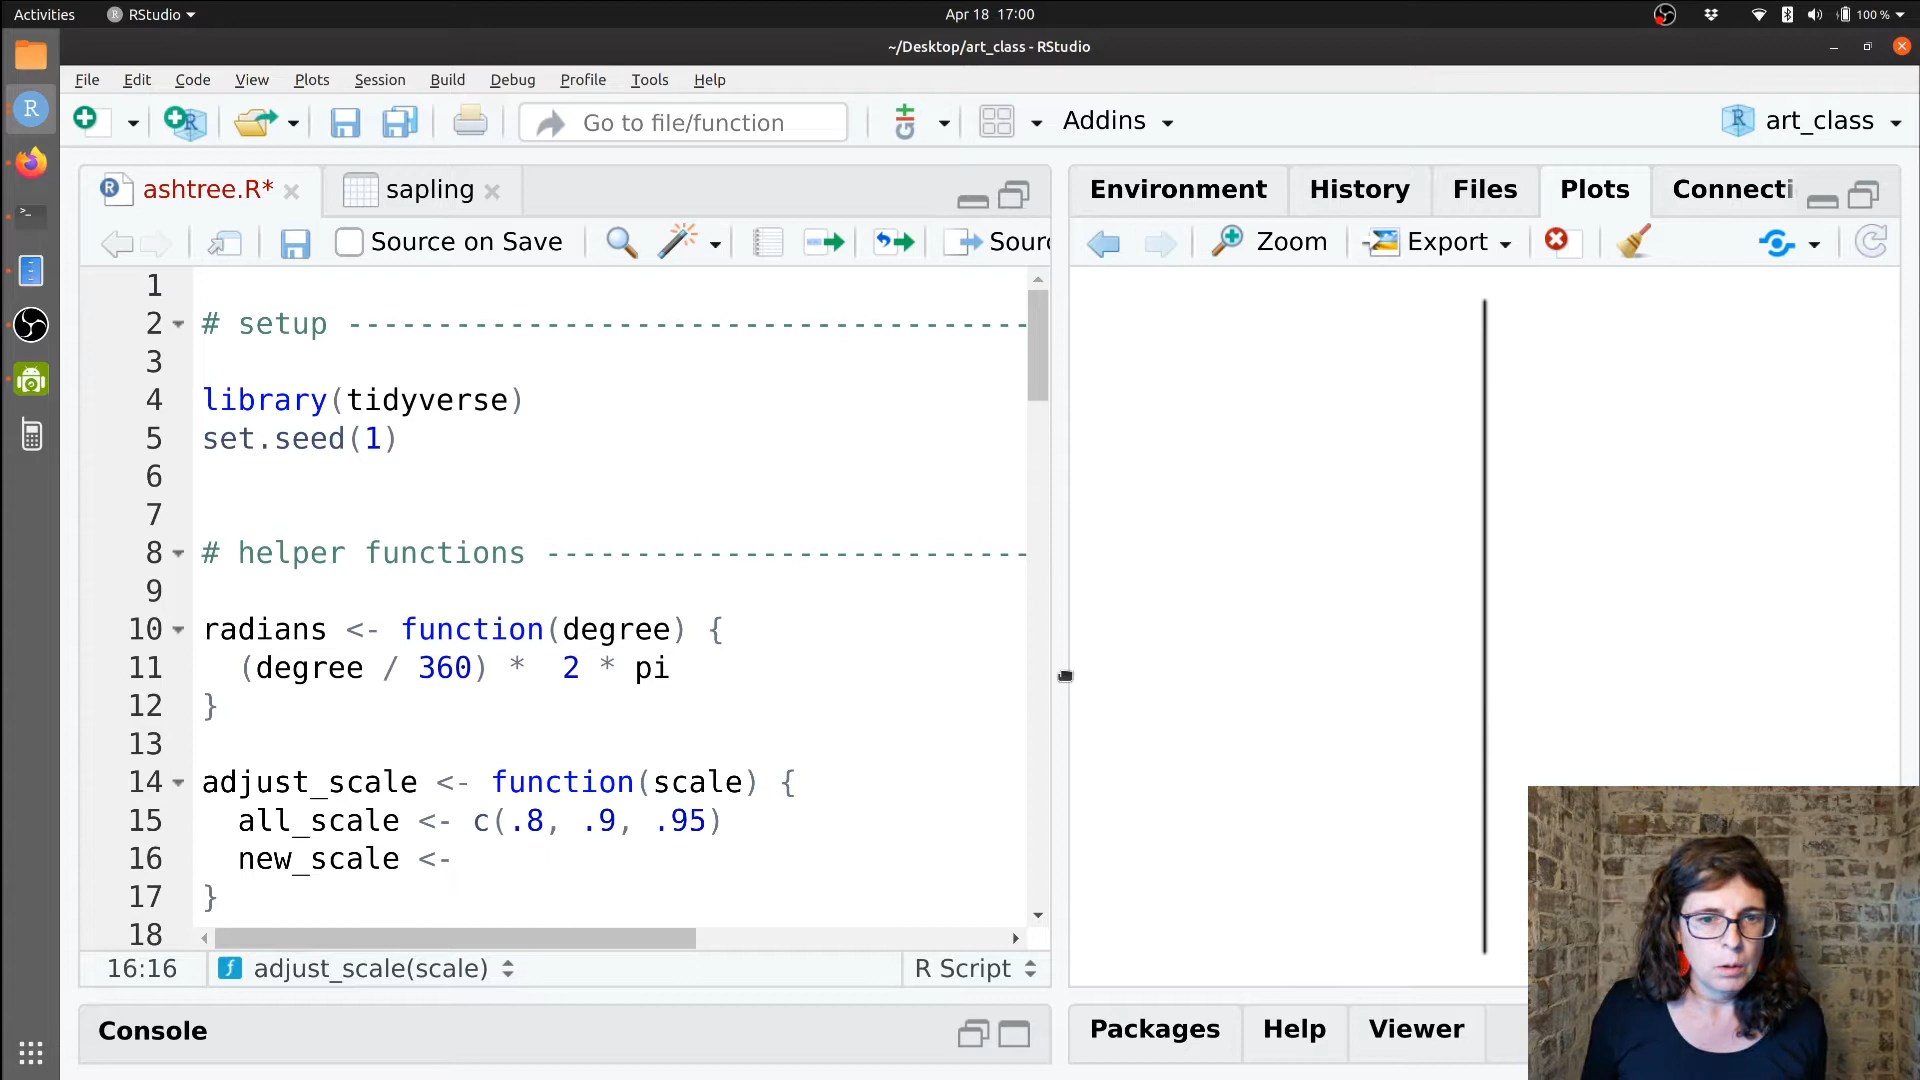 Activities
RStudio
Apr 18 17:00
100 %
~/Desktop/art_class - RStudio
File Edit Code View Plots Session Build Debug Profile Tools Help
Go to file/function
Addins
art_class
ashtree.R*
sapling
Environment History Files Plots Connecti
Source on Save
Sour
Zoom
Export
1
2 # setup --------------------------------------
3
4 library(tidyverse)
5 set.seed(1)
6
7
8 # helper functions ---------------------------
9
10 radians <- function(degree) {
11 (degree / 360) *  2 * pi
12 }
13
14 adjust_scale <- function(scale) {
15 all_scale <- c(.8, .9, .95)
16 new_scale <-
17 }
18
16:16
adjust_scale(scale)
R Script
Console
Packages Help Viewer